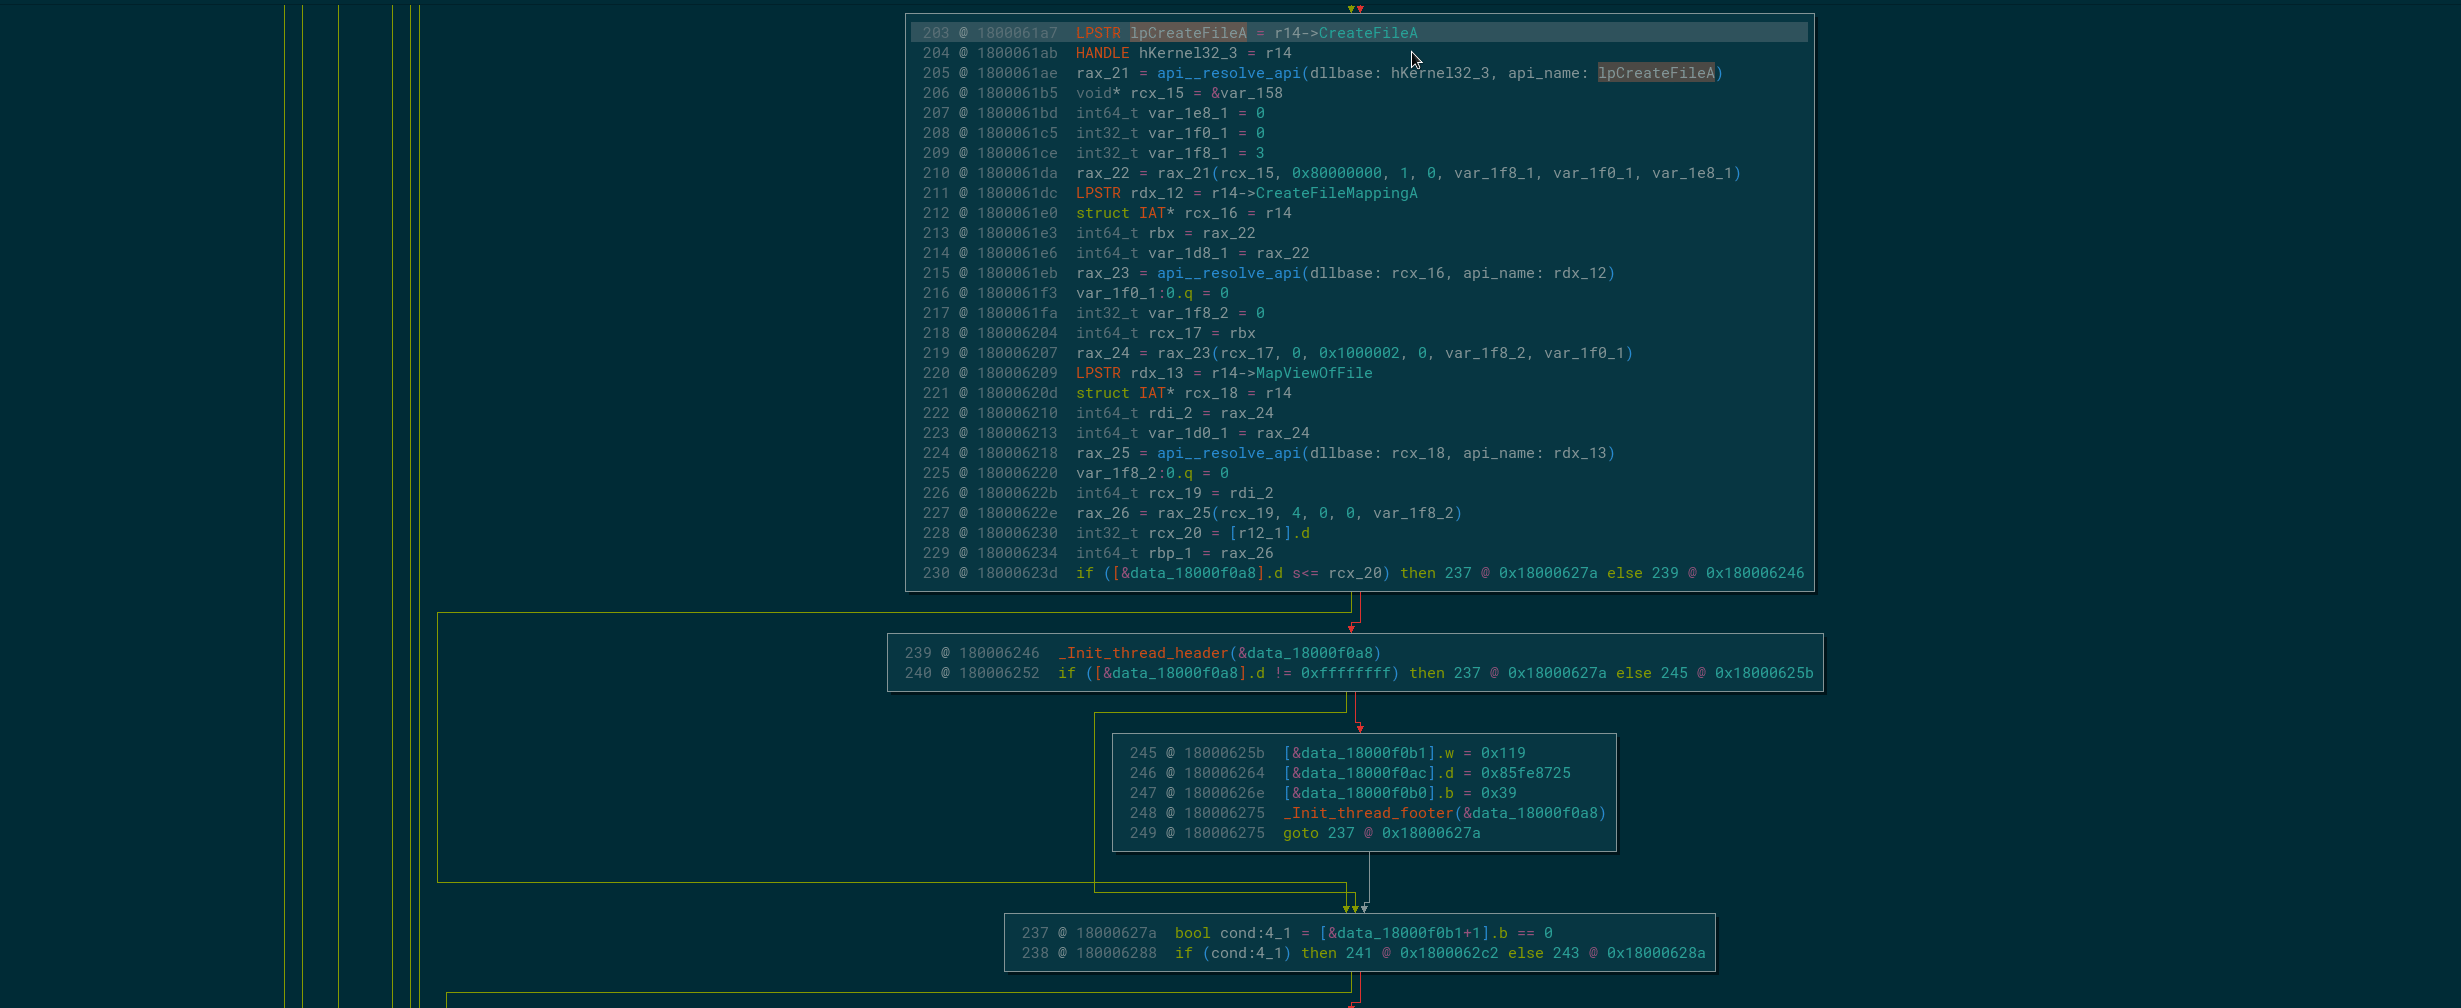 203 @ 1800061a7  LPSTR lpCreateFileA = r14->CreateFileA
204 @ 1800061ab  HANDLE hKernel32_3 = r14
205 @ 1800061ae  rax_21 = api__resolve_api(dllbase: hKernel32_3, api_name: lpCreateFileA)
206 @ 1800061b5  void* rcx_15 = &var_158
207 @ 1800061bd  int64_t var_1e8_1 = 0
208 @ 1800061c5  int32_t var_1f0_1 = 0
209 @ 1800061ce  int32_t var_1f8_1 = 3
210 @ 1800061da  rax_22 = rax_21(rcx_15, 0x80000000, 1, 0, var_1f8_1, var_1f0_1, var_1e8_1)
211 @ 1800061dc  LPSTR rdx_12 = r14->CreateFileMappingA
212 @ 1800061e0  struct IAT* rcx_16 = r14
213 @ 1800061e3  int64_t rbx = rax_22
214 @ 1800061e6  int64_t var_1d8_1 = rax_22
215 @ 1800061eb  rax_23 = api__resolve_api(dllbase: rcx_16, api_name: rdx_12)
216 @ 1800061f3  var_1f0_1:0.q = 0
217 @ 1800061fa  int32_t var_1f8_2 = 0
218 @ 180006204  int64_t rcx_17 = rbx
219 @ 180006207  rax_24 = rax_23(rcx_17, 0, 0x1000002, 0, var_1f8_2, var_1f0_1)
220 @ 180006209  LPSTR rdx_13 = r14->MapViewOfFile
221 @ 18000620d  struct IAT* rcx_18 = r14
222 @ 180006210  int64_t rdi_2 = rax_24
223 @ 180006213  int64_t var_1d0_1 = rax_24
224 @ 180006218  rax_25 = api__resolve_api(dllbase: rcx_18, api_name: rdx_13)
225 @ 180006220  var_1f8_2:0.q = 0
226 @ 18000622b  int64_t rcx_19 = rdi_2
227 @ 18000622e  rax_26 = rax_25(rcx_19, 4, 0, 0, var_1f8_2)
228 @ 180006230  int32_t rcx_20 = [r12_1].d
229 @ 180006234  int64_t rbp_1 = rax_26
230 @ 18000623d  if ([&data_18000f0a8].d s<= rcx_20) then 237 @ 0x18000627a else 239 @ 0x180006246
239 @ 180006246  _Init_thread_header(&data_18000f0a8)
240 @ 180006252  if ([&data_18000f0a8].d != 0xffffffff) then 237 @ 0x18000627a else 245 @ 0x18000625b
245 @ 18000625b  [&data_18000f0b1].w = 0x119
246 @ 180006264  [&data_18000f0ac].d = 0x85fe8725
247 @ 18000626e  [&data_18000f0b0].b = 0x39
248 @ 180006275  _Init_thread_footer(&data_18000f0a8)
249 @ 180006275  goto 237 @ 0x18000627a
237 @ 18000627a  bool cond:4_1 = [&data_18000f0b1+1].b == 0
238 @ 180006288  if (cond:4_1) then 241 @ 0x1800062c2 else 243 @ 0x18000628a